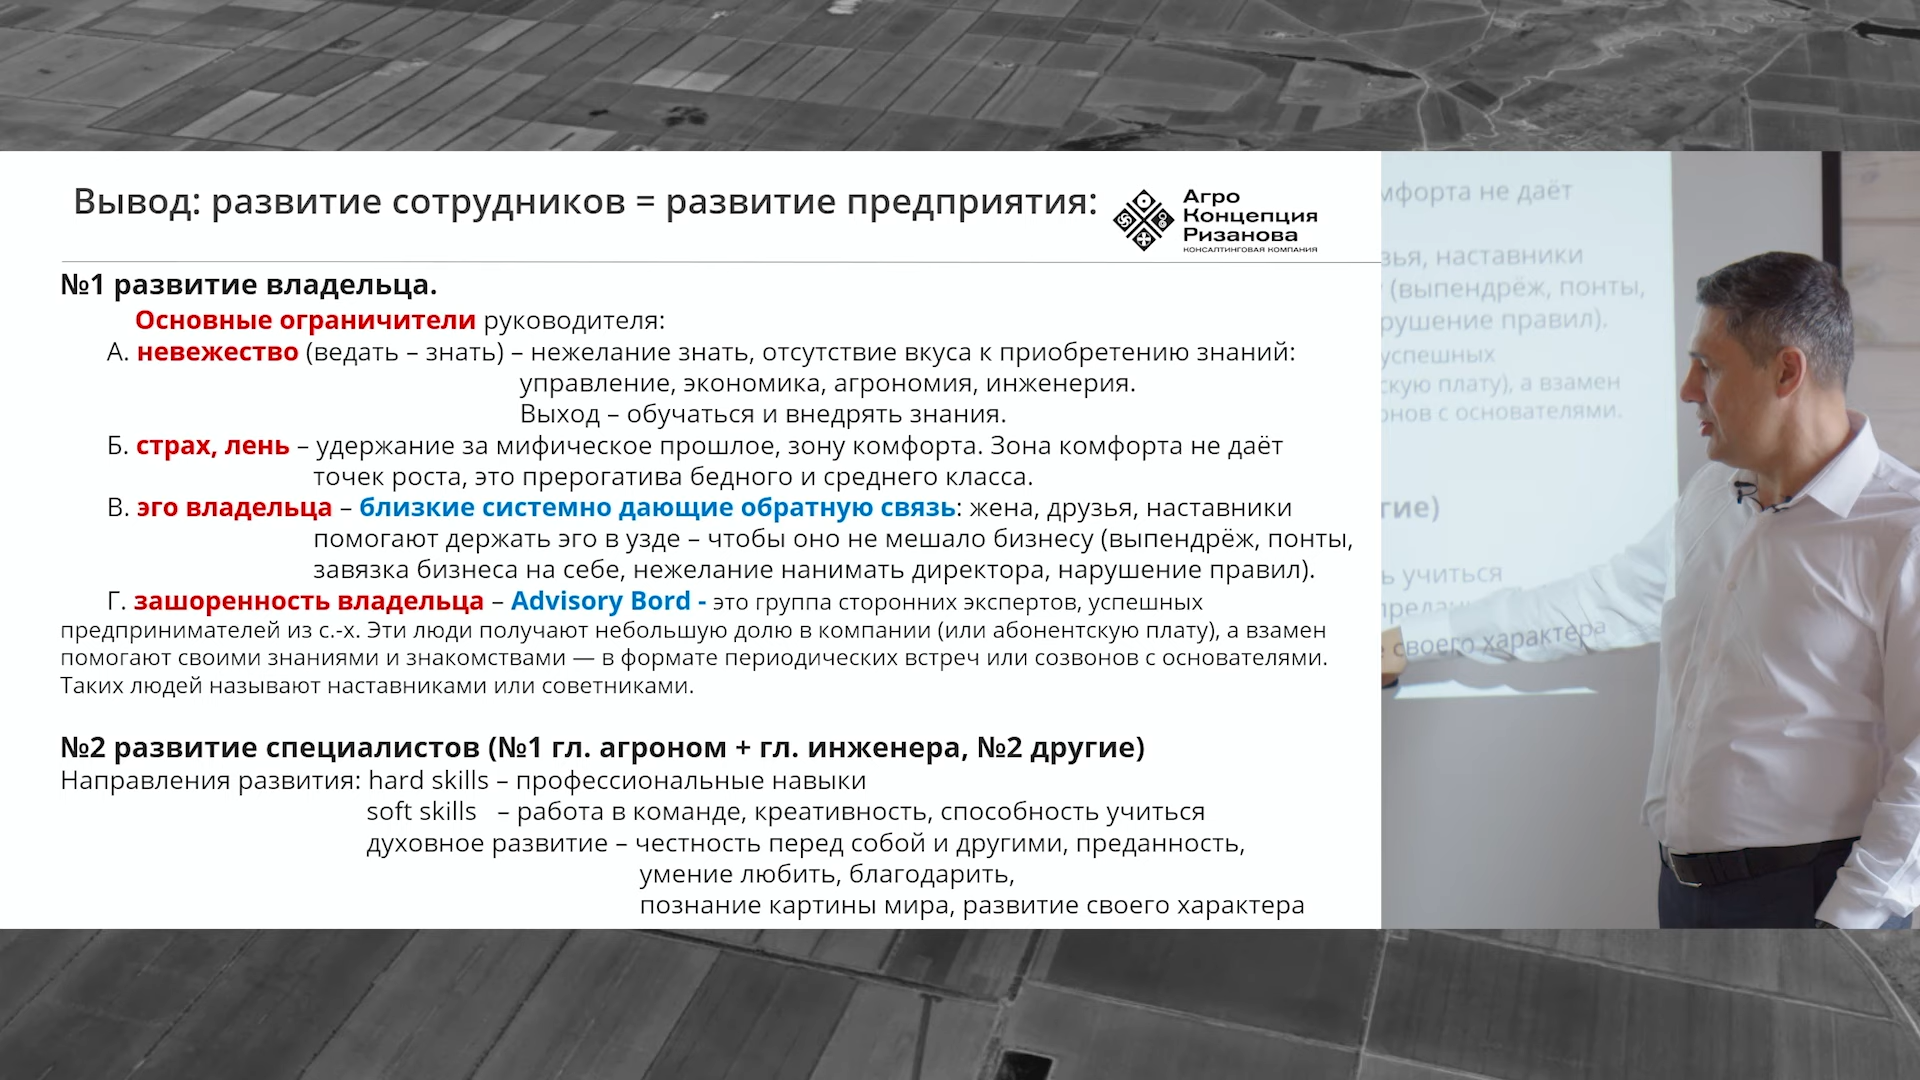 Вывод: развитие сотрудников = развитие предприятия:
Агро
Концепция
Ризанова
КОНСАЛТИНГОВАЯ КОМПАНИЯ
№1 развитие владельца.
Основные ограничители руководителя:
А. невежество (ведать – знать) – нежелание знать, отсутствие вкуса к приобретению знаний:
управление, экономика, агрономия, инженерия.
Выход – обучаться и внедрять знания.
Б. страх, лень – удержание за мифическое прошлое, зону комфорта. Зона комфорта не даёт
точек роста, это прерогатива бедного и среднего класса.
В. эго владельца – близкие системно дающие обратную связь: жена, друзья, наставники
помогают держать эго в узде – чтобы оно не мешало бизнесу (выпендрёж, понты,
завязка бизнеса на себе, нежелание нанимать директора, нарушение правил).
Г. зашоренность владельца – Advisory Bord - это группа сторонних экспертов, успешных
предпринимателей из с.-х. Эти люди получают небольшую долю в компании (или абонентскую плату), а взамен
помогают своими знаниями и знакомствами — в формате периодических встреч или созвонов с основателями.
Таких людей называют наставниками или советниками.
№2 развитие специалистов (№1 гл. агроном + гл. инженера, №2 другие)
Направления развития: hard skills – профессиональные навыки
soft skills – работа в команде, креативность, способность учиться
духовное развитие – честность перед собой и другими, преданность,
умение любить, благодарить,
познание картины мира, развитие своего характера
мфорта не даёт
зья, наставники
(выпендрёж, понты,
рушение правил).
успешных
скую плату), а взамен
онов с основателями.
гие)
ь учиться
своего характера